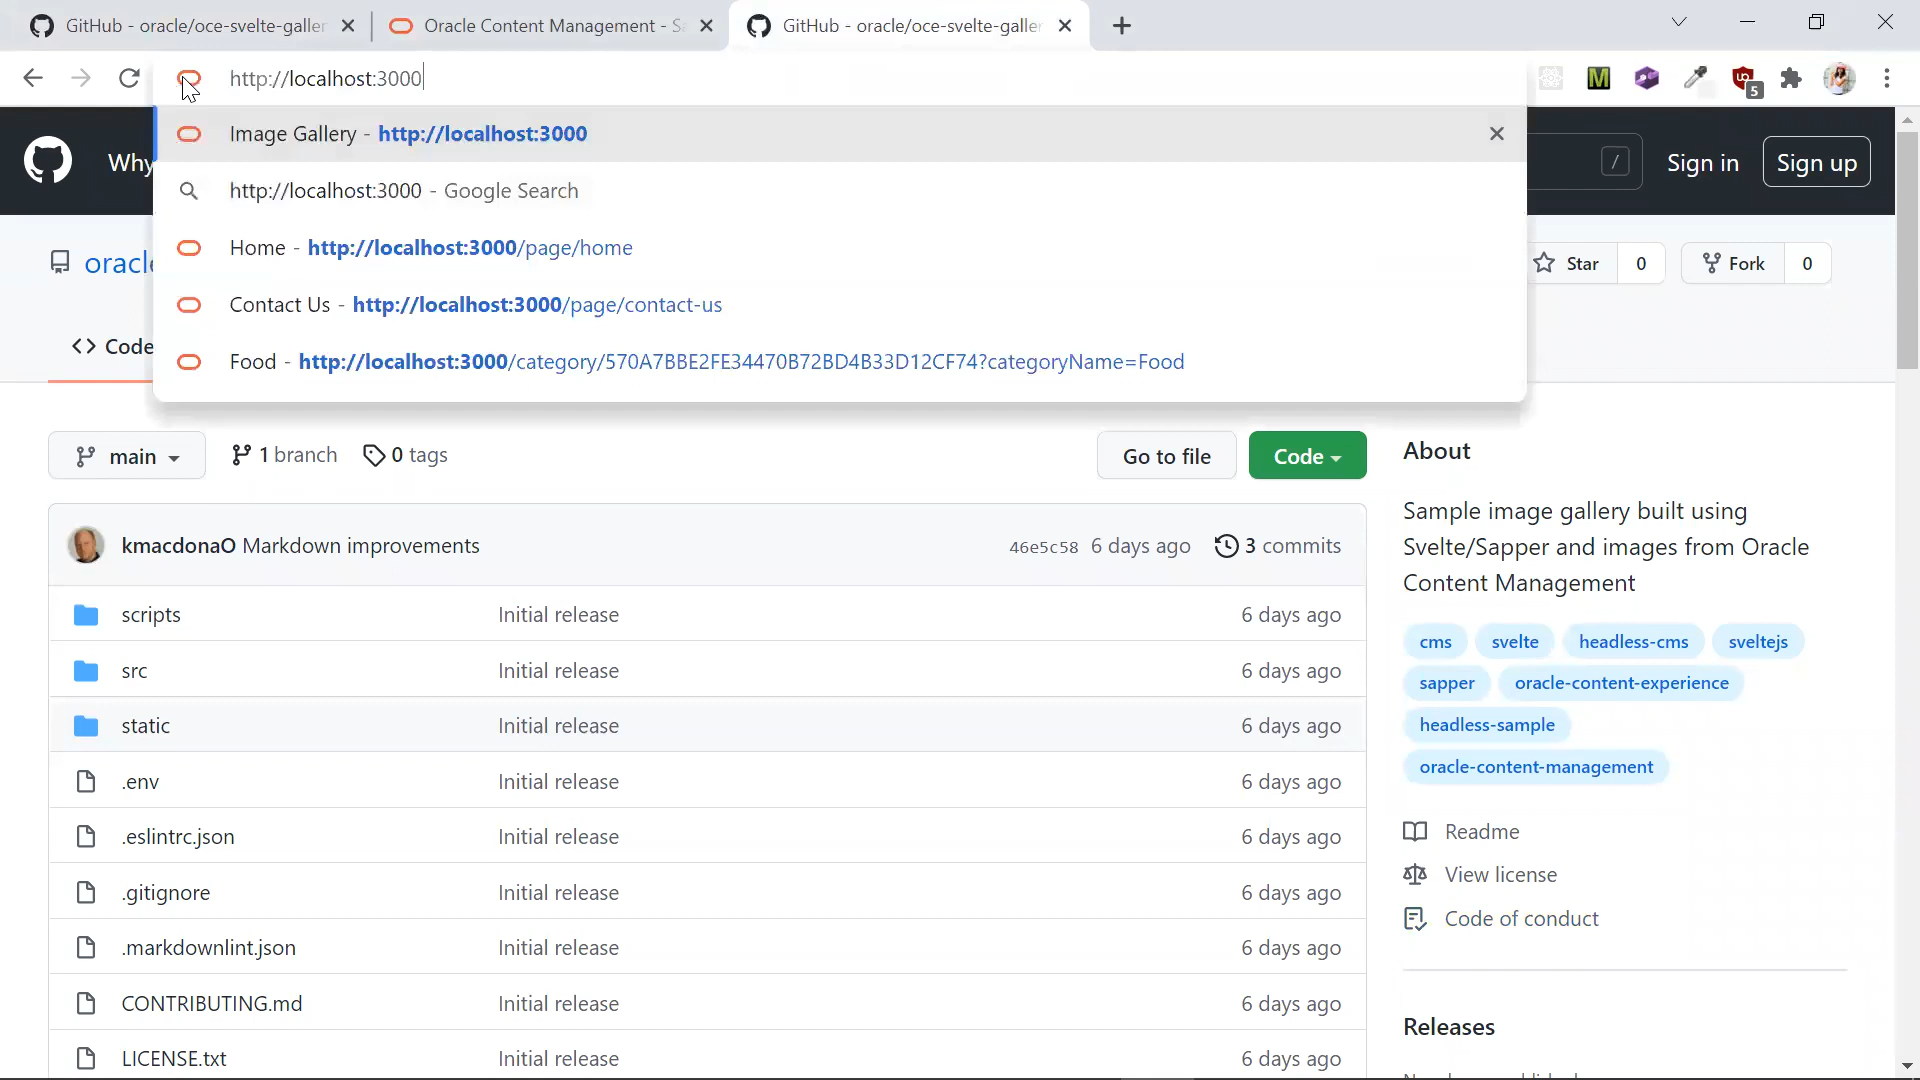 GitHub - oracle/oce-svelte-galler
Oracle Content Management - S
GitHub - oracle/oce-svelte-galler
http://localhost:3000
5
Image Gallery - http://localhost:3000
http://localhost:3000 - Google Search
Home - http://localhost:3000/page/home
Contact Us - http://localhost:3000/page/contact-us
Food - http://localhost:3000/category/570A7BBE2FE34470B72BD4B33D12CF74?categoryName=Food
Why
/
Sign in
Sign up
oracle
Star 0
Fork 0
<> Code
main
1 branch
0 tags
Go to file
Code
kmacdonaO Markdown improvements
46e5c58 6 days ago
3 commits
scripts Initial release 6 days ago
src Initial release 6 days ago
static Initial release 6 days ago
.env Initial release 6 days ago
.eslintrc.json Initial release 6 days ago
.gitignore Initial release 6 days ago
.markdownlint.json Initial release 6 days ago
CONTRIBUTING.md Initial release 6 days ago
LICENSE.txt Initial release 6 days ago
About
Sample image gallery built using
Svelte/Sapper and images from Oracle
Content Management
cms svelte headless-cms sveltejs
sapper oracle-content-experience
headless-sample
oracle-content-management
Readme
View license
Code of conduct
Releases